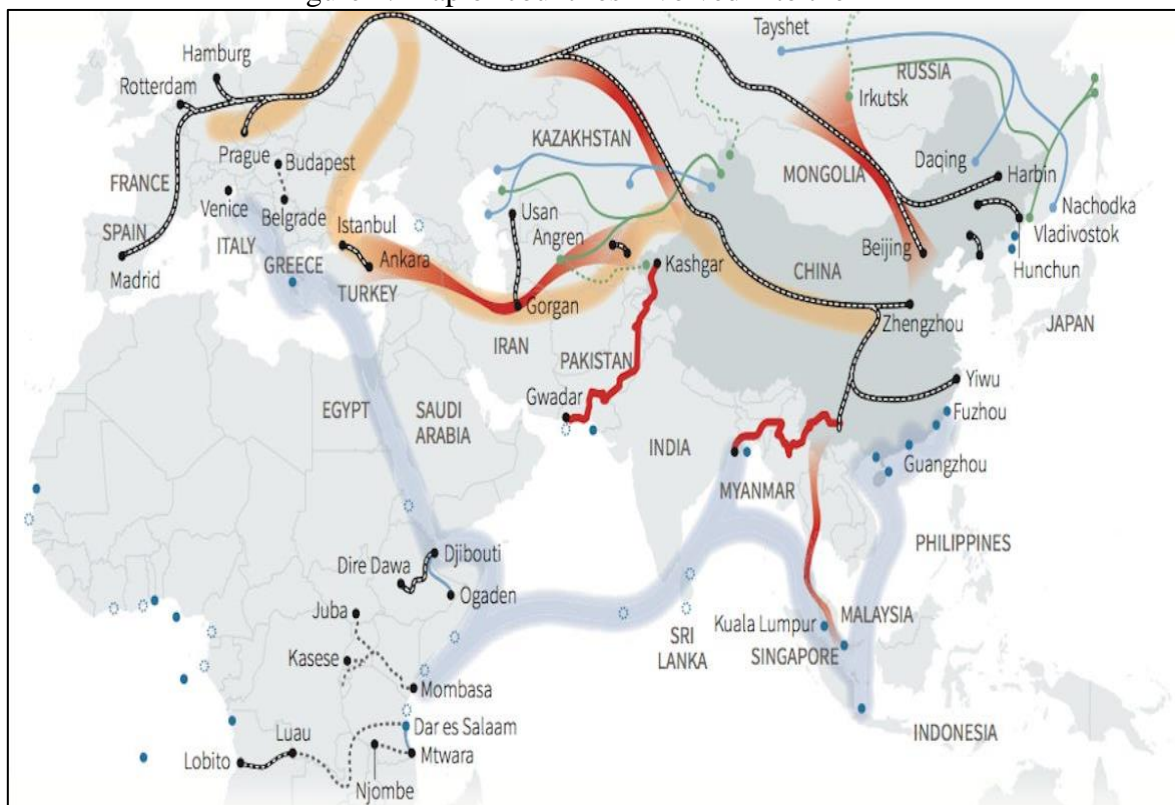 Tayshet
Hamburg
RUSSIA
Rotterdam
Irkutsk
KAZAKHSTAN
Prague
Budapest
Daqing
Harbin
MONGOLIA
FRANCE
Venice
Belgrade
Istanbul
Usan
Nachodka
SPAIN
ITALY
Angren
Vladivostok
GREECE
Ankara
Beijing
Kashgar
CHINA
Hunchun
Madrid
TURKEY
Gorgan
Zhengzhou
JAPAN
IRAN
PAKISTAN
Yiwu
Gwadar
EGYPT
SAUDI
ARABIA
Fuzhou
INDIA
Guangzhou
MYANMAR
PHILIPPINES
Djibouti
Dire Dawa
Ogaden
Juba
MALAYSIA
Kuala Lumpur
SRI
LANKA
SINGAPORE
Kasese
Mombasa
Dar es Salaam
INDONESIA
Luau
Lobito
Mtwara
Njombe